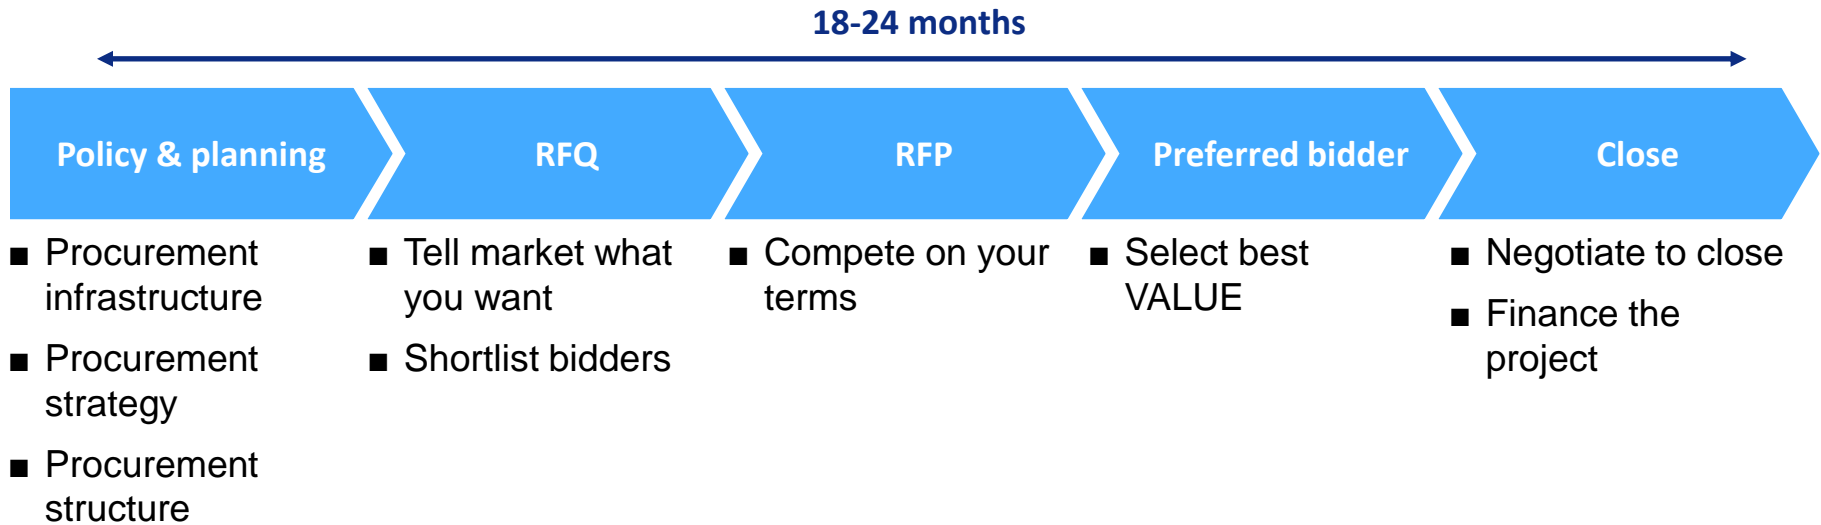 18-24 months
Policy & planning
RFQ
RFP
Preferred bidder
Close
■ Procurement
infrastructure
■ Procurement
strategy
■ Procurement
structure
■ Tell market what
you want
■ Shortlist bidders
■ Compete on your
terms
■ Select best
VALUE
■ Negotiate to close
■ Finance the
project